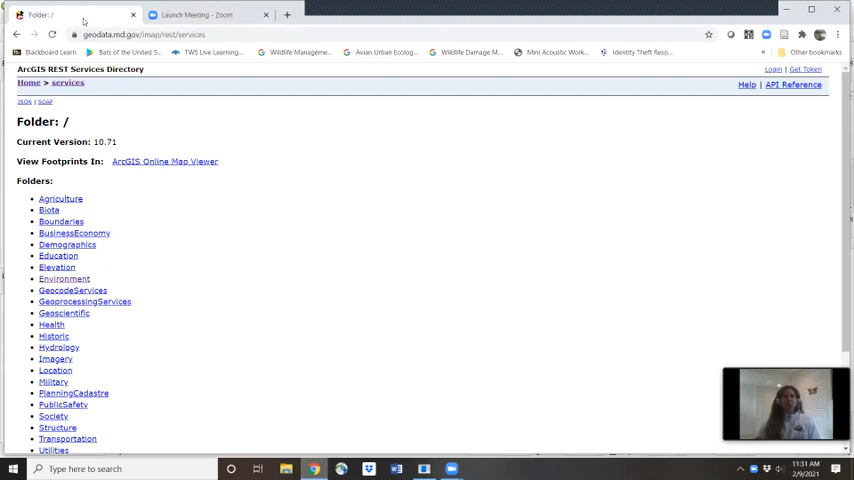 Folder: /
Launch Meeting - Zoom
geodata.md.gov/imap/rest/services
Blackboard Learn
Bats of the United S...
TWS Live Learning...
Wildlife Manageme...
Avian Urban Ecolog...
Wildlife Damage M...
Mini Acoustic Work...
Identity Theft Reso...
»
Other bookmarks
ArcGIS REST Services Directory
Login | Get Token
Home > services
Help | API Reference
JSON | SOAP
Folder: /
Current Version: 10.71
View Footprints In: ArcGIS Online Map Viewer
Folders:
Agriculture
Biota
Boundaries
BusinessEconomy
Demographics
Education
Elevation
Environment
GeocodeServices
GeoprocessingServices
Geoscientific
Health
Historic
Hydrology
Imagery
Location
Military
PlanningCadastre
PublicSafety
Society
Structure
Transportation
Utilities
Type here to search
11:31 AM
2/9/2021